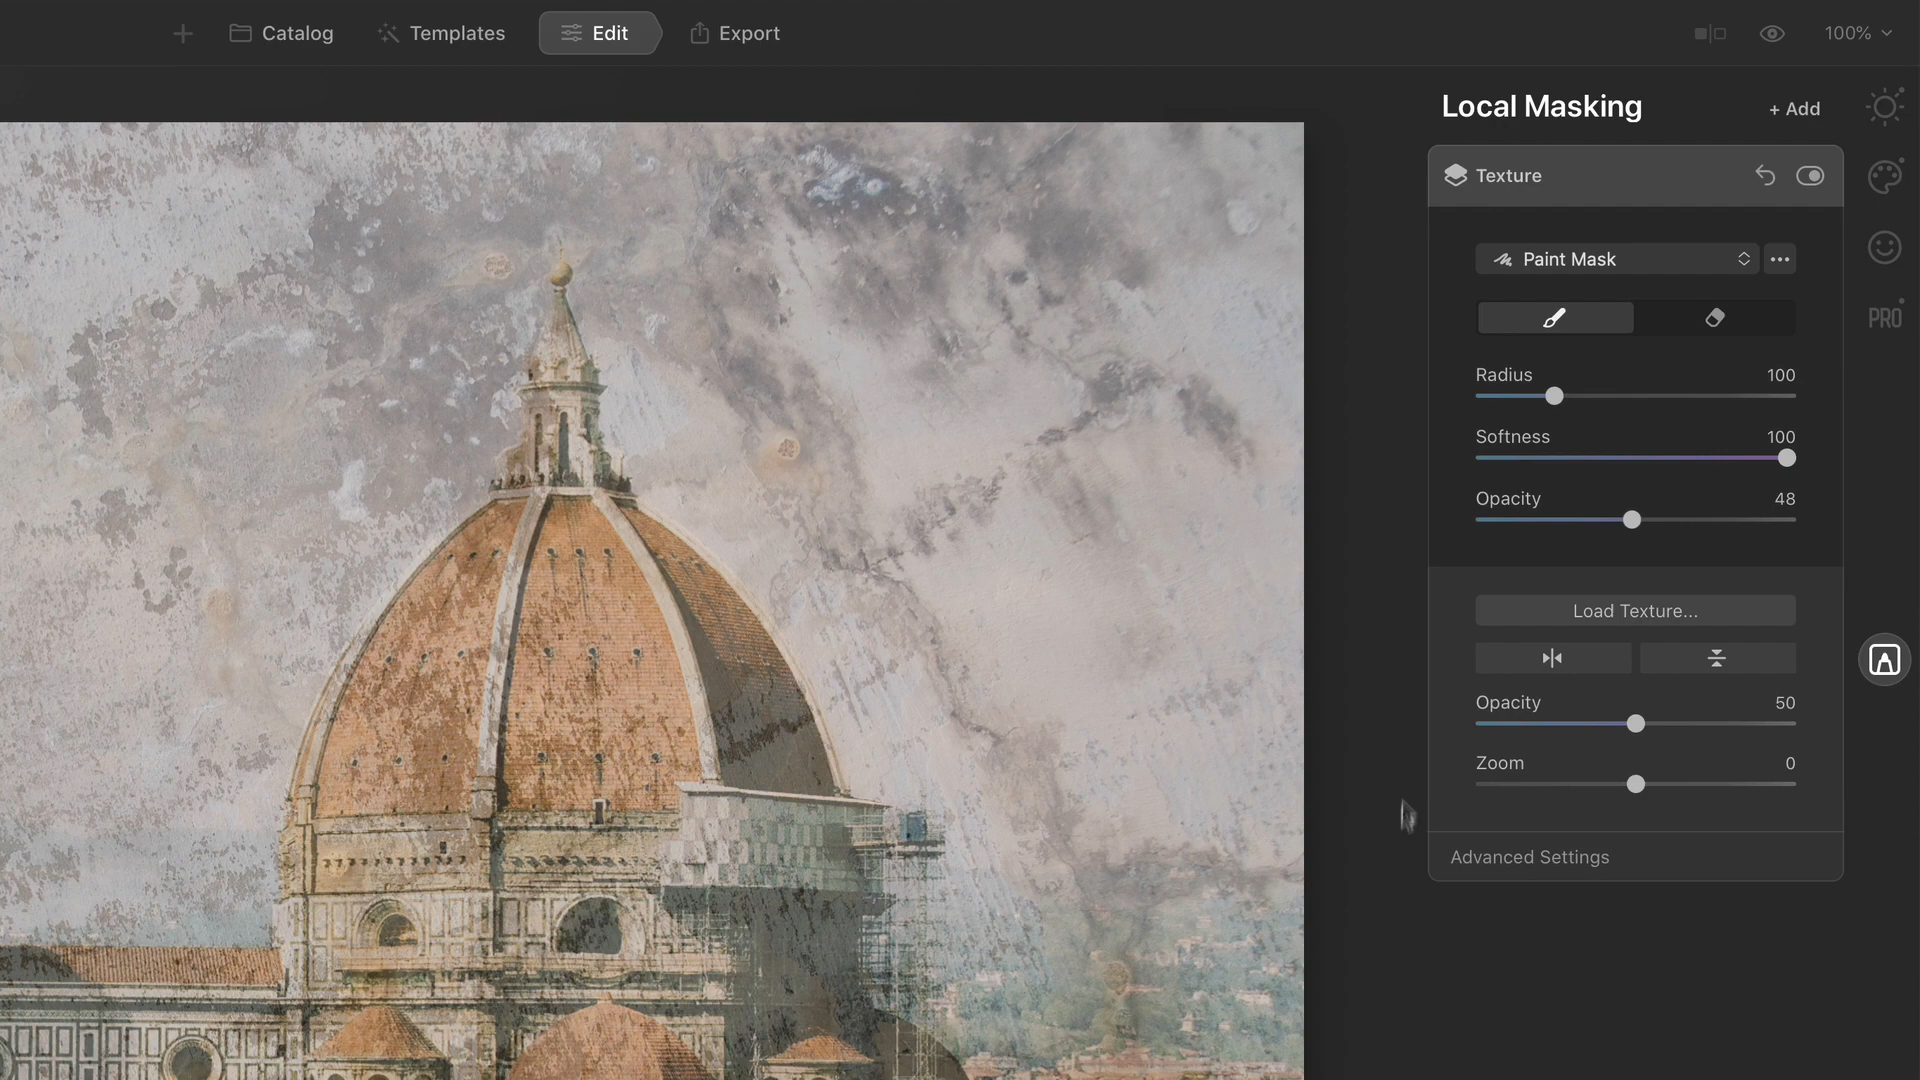 Catalog
Templates
Edit
Export
100%
Local Masking
+ Add
Texture
Paint Mask
PRO
Radius
100
Softness
100
Opacity
48
Load Texture...
Opacity
50
Zoom
0
Advanced Settings